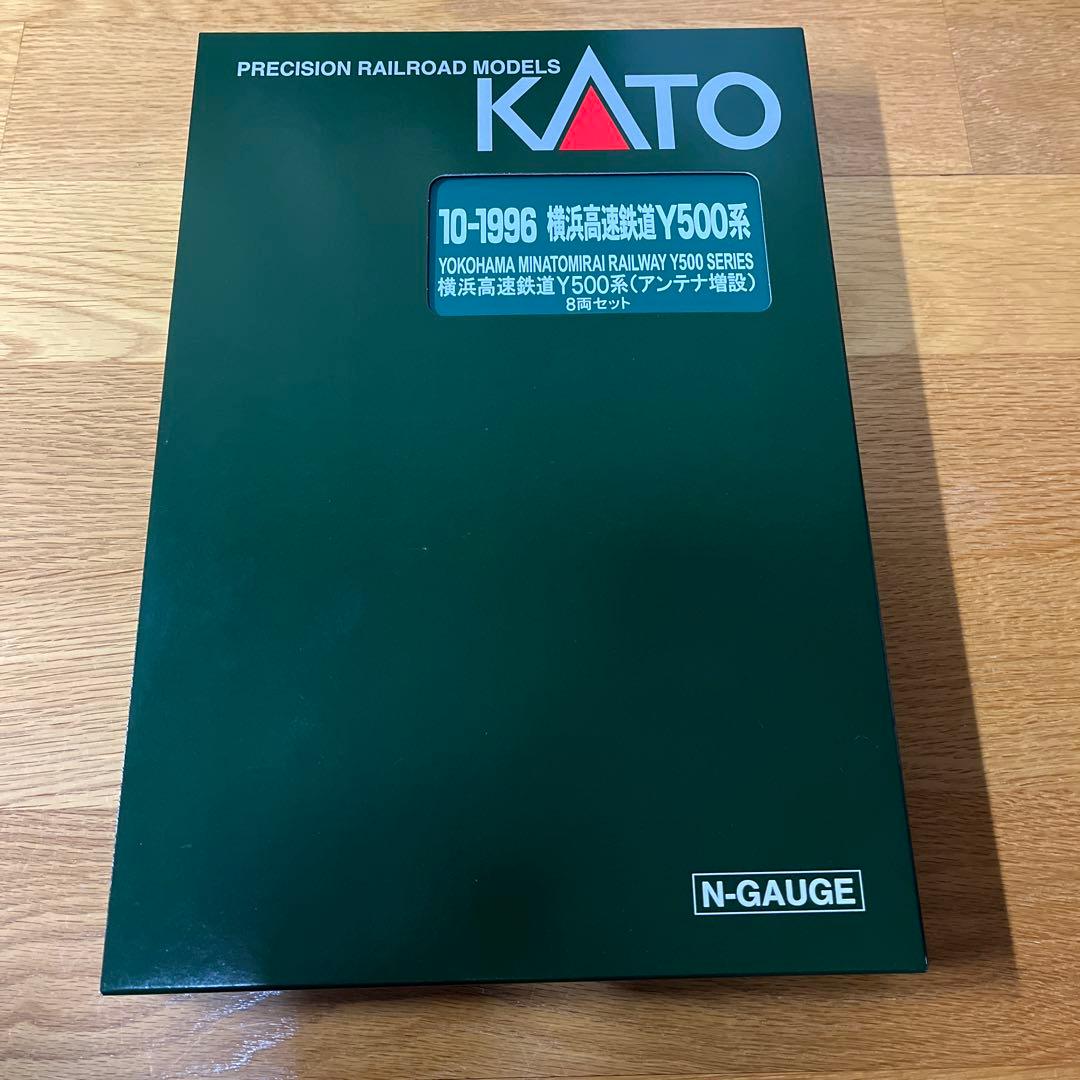 PRECISION RAILROAD MODELS
KATO
10-1996 横浜高速鉄道Y500系
YOKOHAMA MINATOMIRAI RAILWAY Y500 SERIES
横浜高速鉄道Y500系(アンテナ増設)
8両セット
N-GAUGE